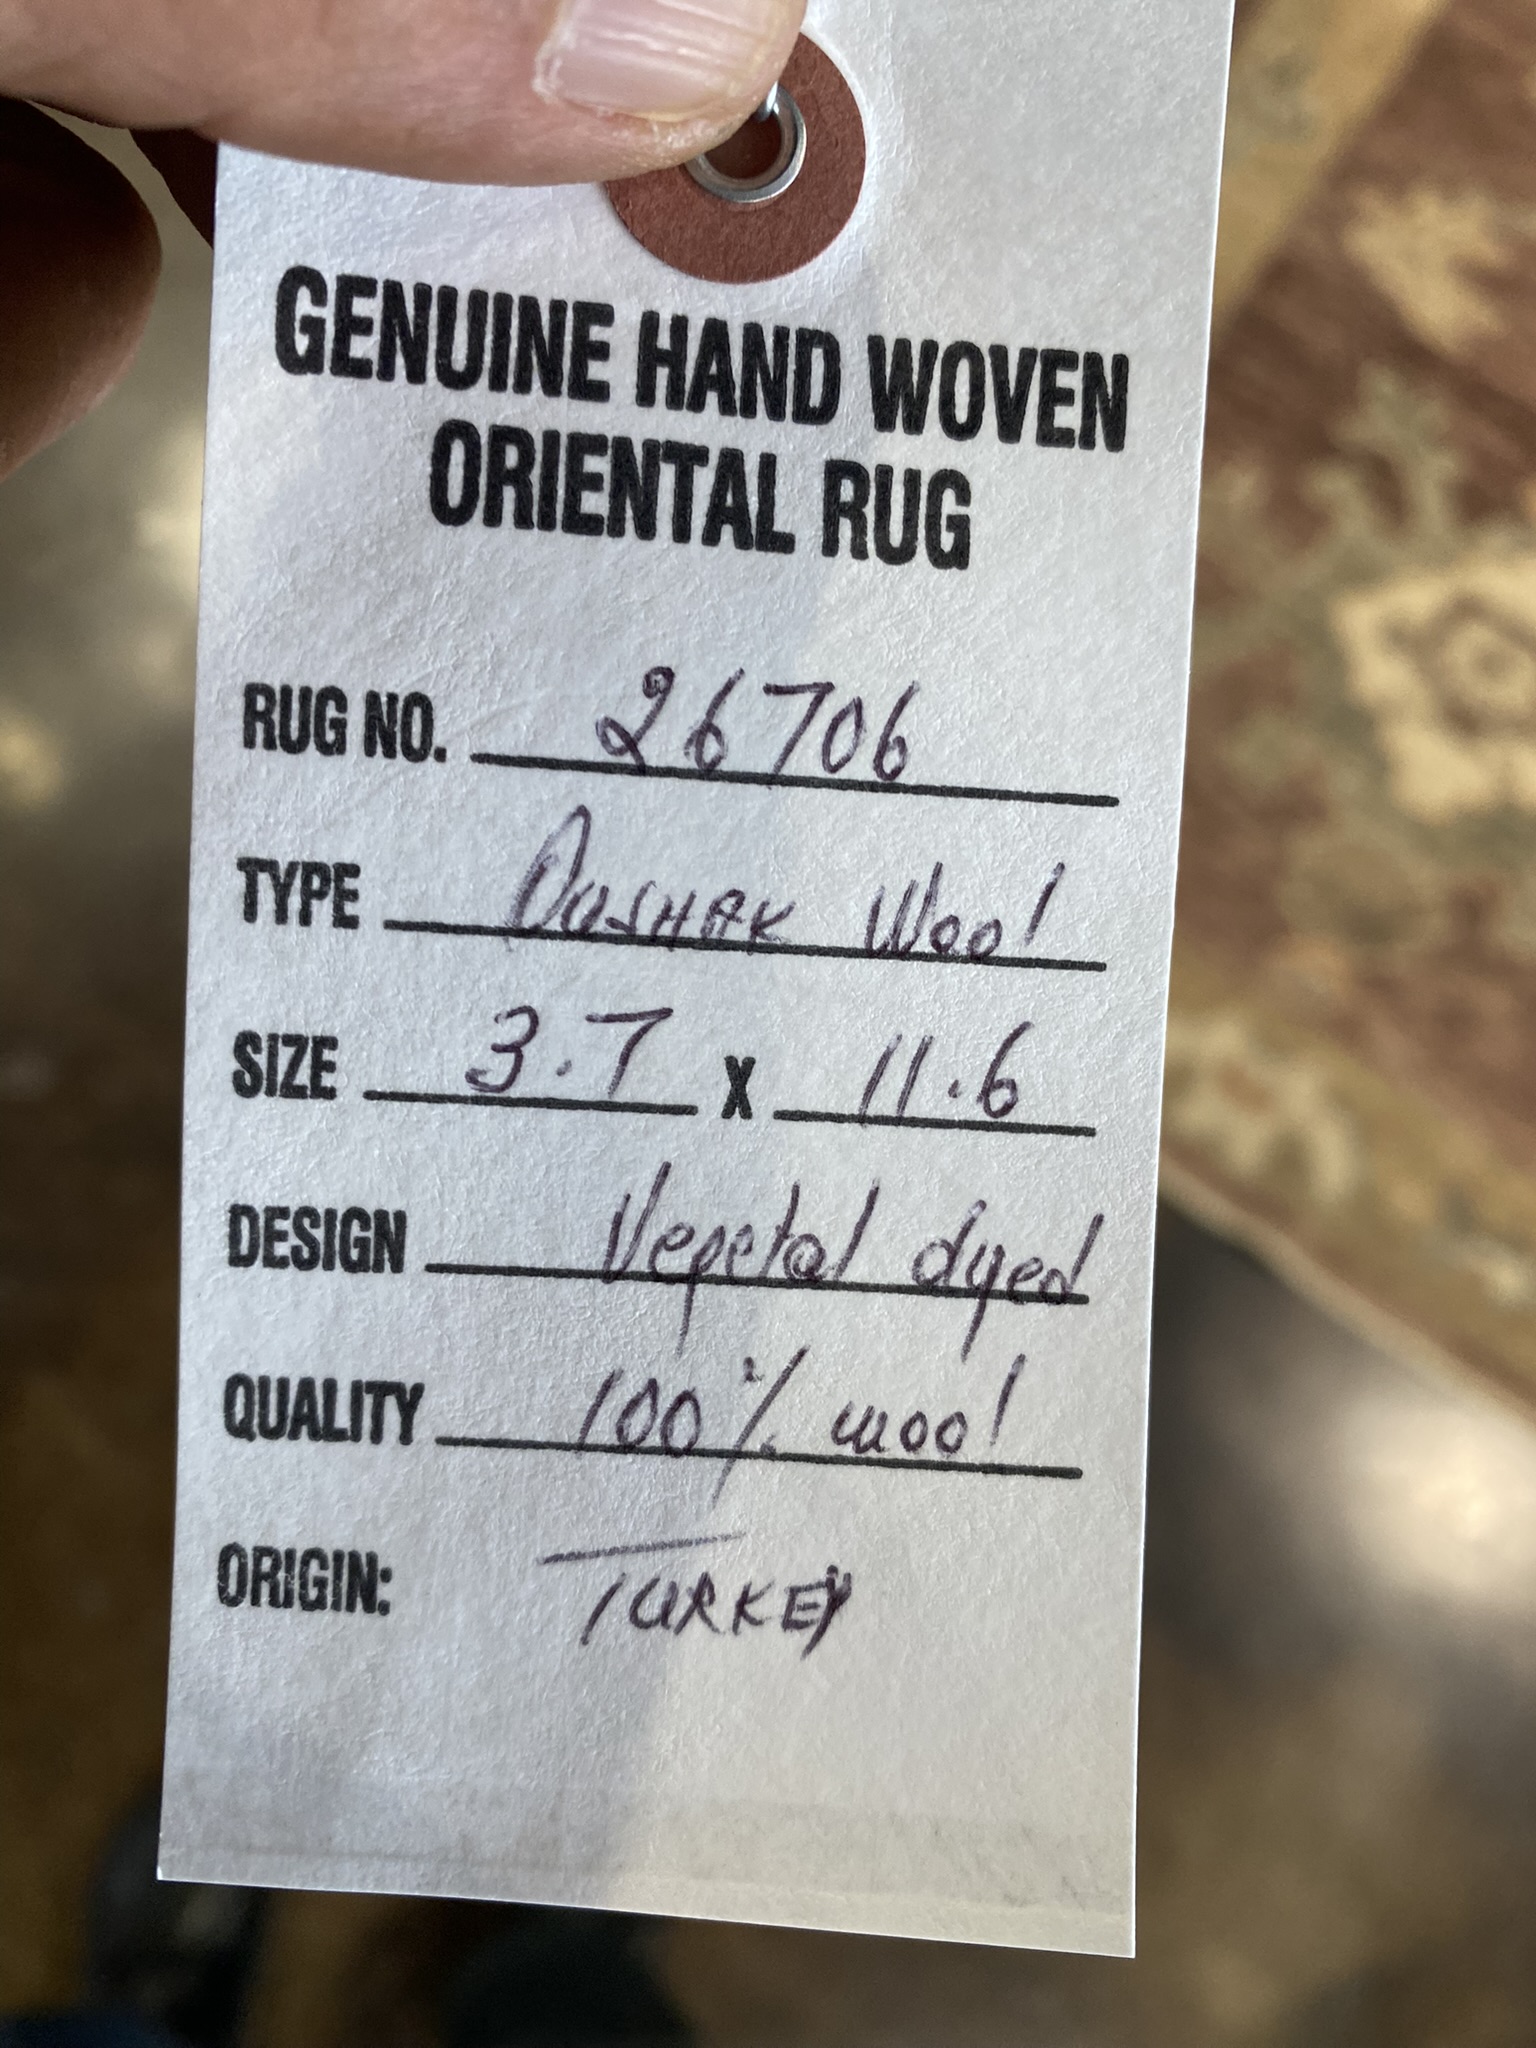 GENUINE HAND WOVEN
ORIENTAL RUG
RUG NO. 26706
TYPE Oushak Wool
SIZE 3.7 X 11.6
DESIGN Vegetal dyed
QUALITY 100% wool
ORIGIN: TURKEY